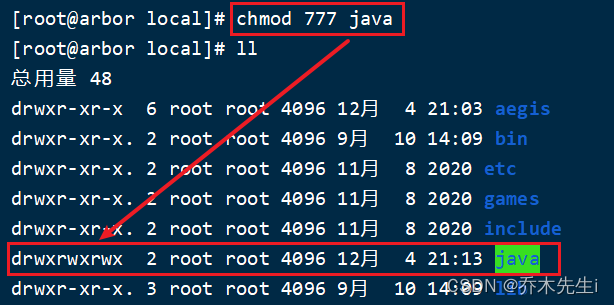 [root@arbor local]# chmod 777 java
[root@arbor local]# ll
总用量 48
drwxr-xr-x  6 root root 4096 12月  4 21:03 aegis
drwxr-xr-x. 2 root root 4096 9月  10 14:09 bin
drwxr-xr-x. 2 root root 4096 11月  8 2020 etc
drwxr-xr-x. 2 root root 4096 11月  8 2020 games
drwxr-xr-x. 2 root root 4096 11月  8 2020 include
drwxrwxrwx  2 root root 4096 12月  4 21:13 java
drwxr-xr-x. 3 root root 4096 9月  10 14:09
CSDN @乔木先生i